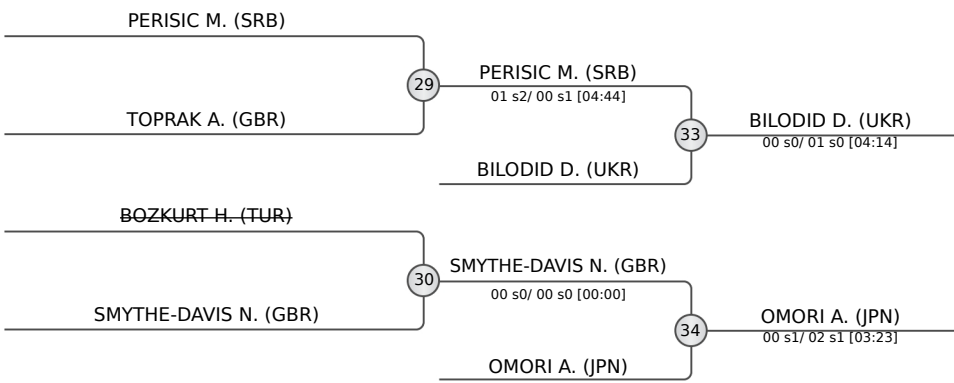 PERISIC M. (SRB)
29
TOPRAK A. (GBR)
PERISIC M. (SRB)
01 s2/ 00 s1 [04:44]
33
BILODID D. (UKR)
BILODID D. (UKR)
00 s0/ 01 s0 [04:14]
BOZKURT H. (TUR)
30
SMYTHE-DAVIS N. (GBR)
SMYTHE-DAVIS N. (GBR)
00 s0/ 00 s0 [00:00]
34
OMORI A. (JPN)
OMORI A. (JPN)
00 s1/ 02 s1 [03:23]